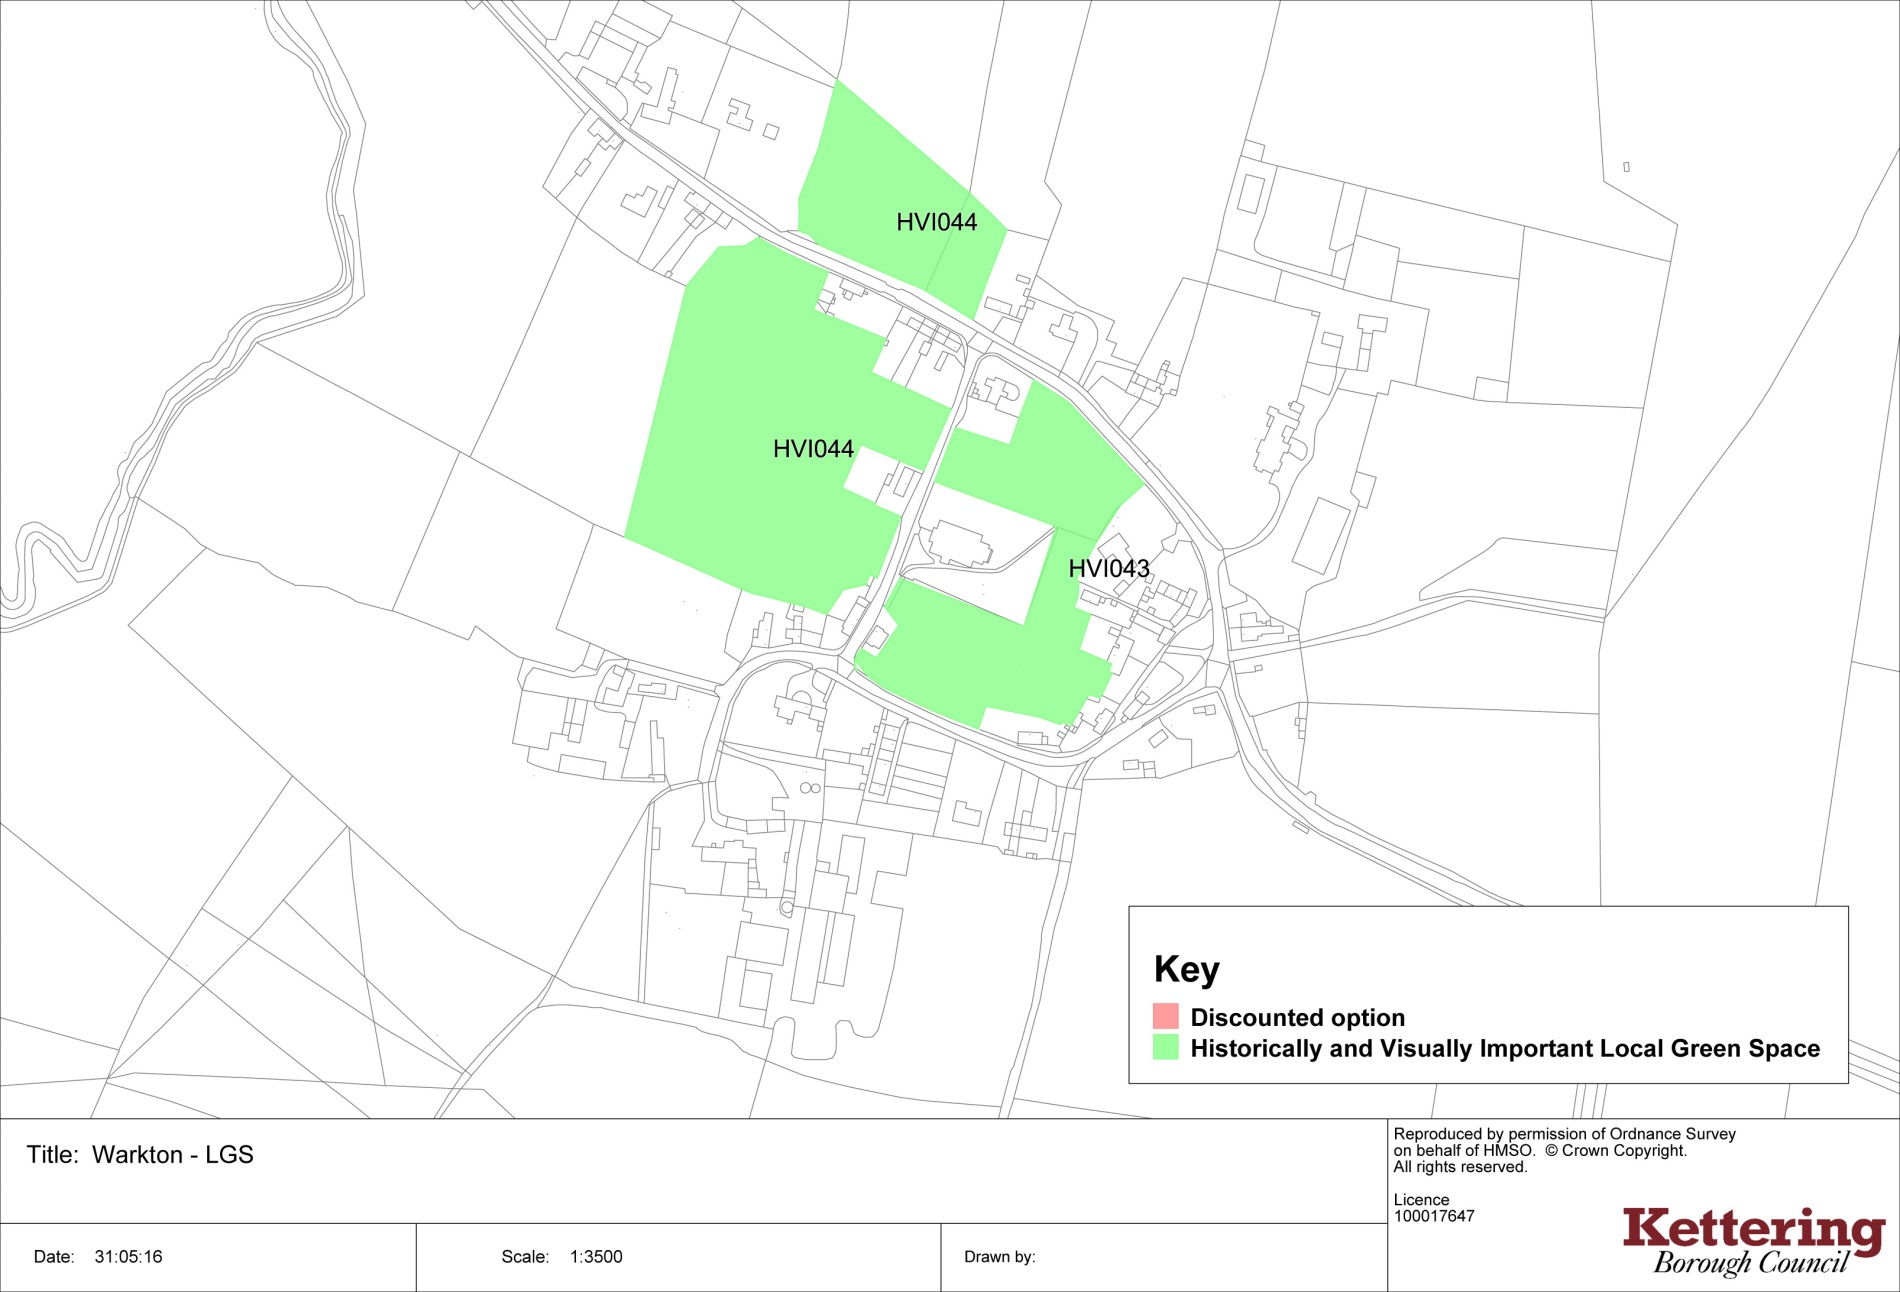 HVI044
HVI044
HVI043
Key
Discounted option
Historically and Visually Important Local Green Space
Title: Warkton - LGS
Date: 31:05:16
Scale: 1:3500
Drawn by:
Reproduced by permission of Ordnance Survey
on behalf of HMSO. © Crown Copyright.
All rights reserved.
Licence
100017647
Kettering
Borough Council